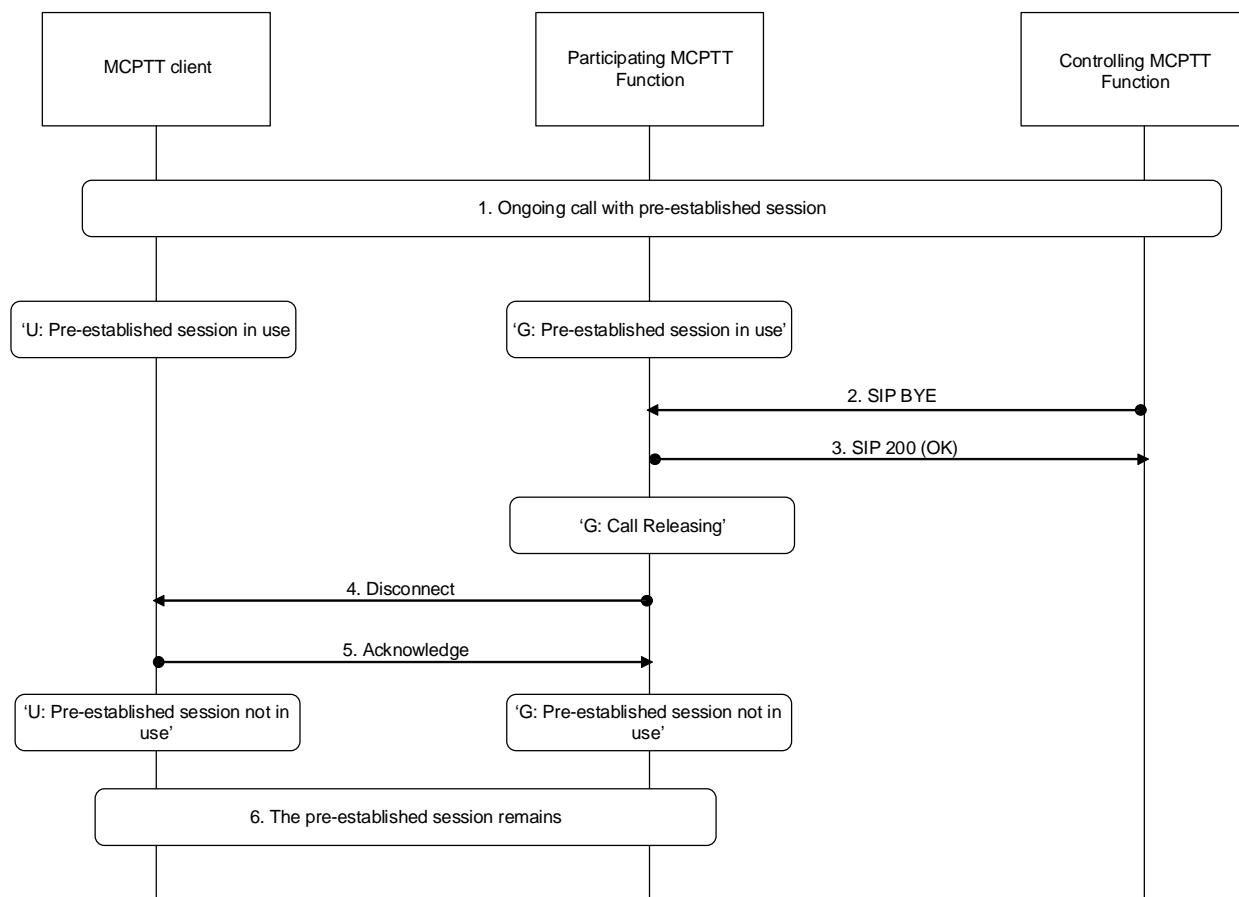 MCPTT client
Participating MCPTT
Function
Controlling MCPTT
Function
1. Ongoing call with pre-established session
‘U: Pre-established session in use
‘G: Pre-established session in use’
2. SIP BYE
3. SIP 200 (OK)
‘G: Call Releasing’
4. Disconnect
5. Acknowledge
‘U: Pre-established session not in
use’
‘G: Pre-established session not in
use’
6. The pre-established session remains